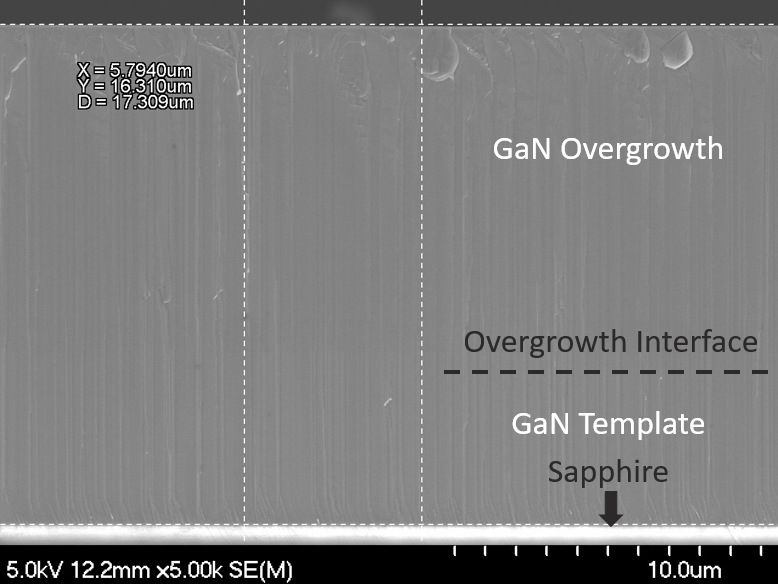 X = 5.7940um
Y = 16.310um
D = 17.309um
GaN Overgrowth
Overgrowth Interface
GaN Template
Sapphire
5.0kV 12.2mm x5.00k SE(M)
10.0um